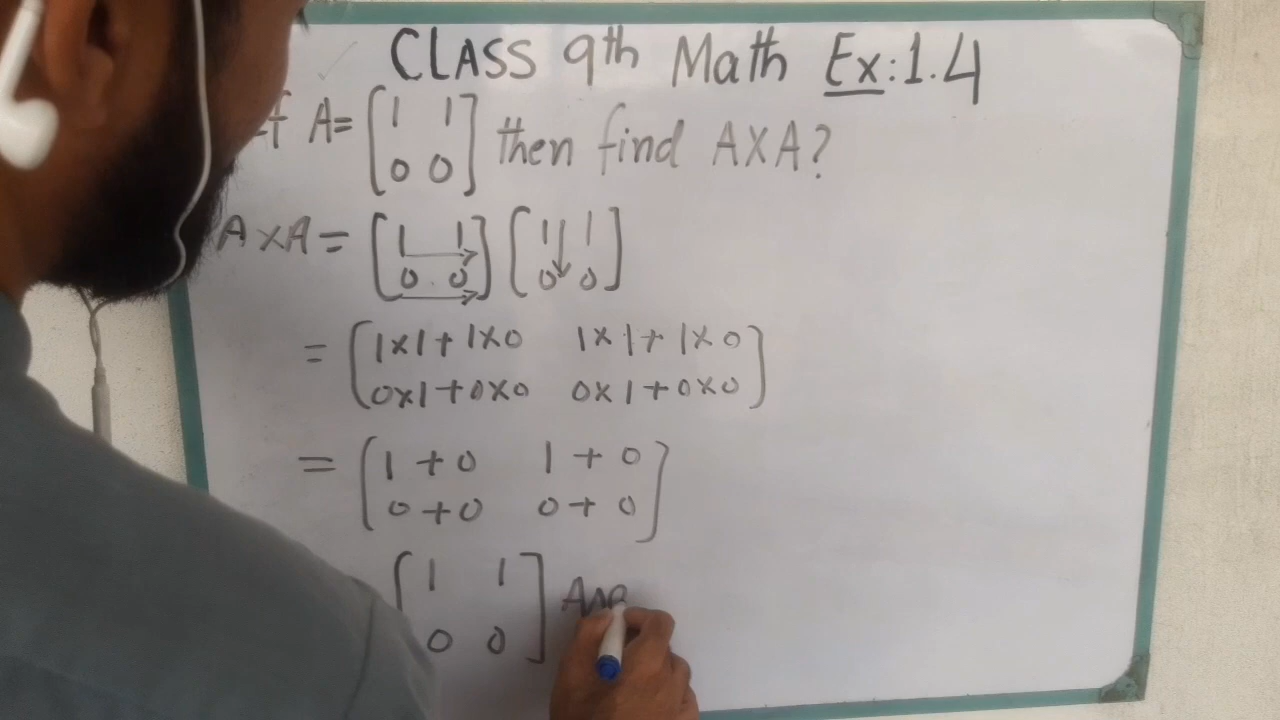 CLASS 9th Math Ex:1.4
If A= [1 1 0 0] then find AXA?
A×A= [1 1 0 0] [1 1 0 0]
= [1×1+1×0 1×1+1×0
0×1+0×0 0×1+0×0]
= [1+0 1+0
0+0 0+0]
[1 1 0 0] Ans